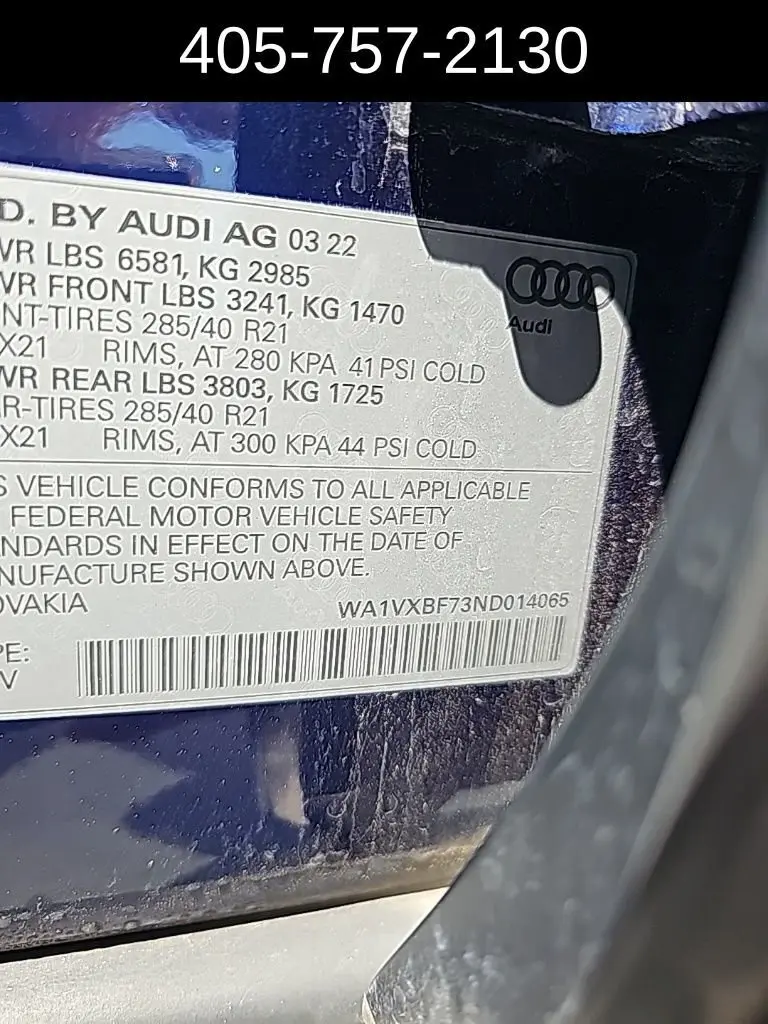 405-757-2130
D. BY AUDI AG 03 22
WR LBS 6581, KG 2985
WR FRONT LBS 3241, KG 1470
NT-TIRES 285/40 R21
X21 RIMS, AT 280 KPA 41 PSI COLD
WR REAR LBS 3803, KG 1725
R-TIRES 285/40 R21
X21 RIMS, AT 300 KPA 44 PSI COLD
Audi
S VEHICLE CONFORMS TO ALL APPLICABLE
FEDERAL MOTOR VEHICLE SAFETY
NDARDS IN EFFECT ON THE DATE OF
NUFACTURE SHOWN ABOVE.
OVAKIA WA1VXBF73ND014065
PE:
V